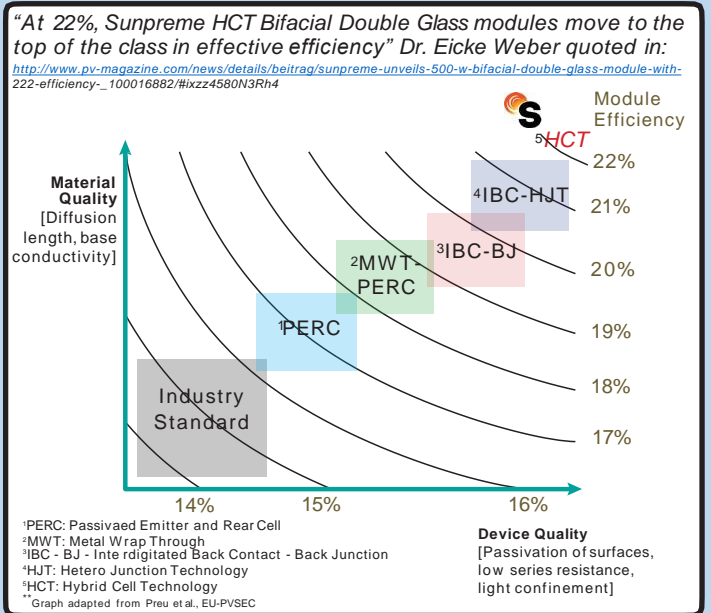 “At 22%, Sunpreme HCT Bifacial Double Glass modules move to the
top of the class in effective efficiency” Dr. Eicke Weber quoted in:
http://www.pv-magazine.com/news/details/beitrag/sunpreme-unveils-500-w-bifacial-double-glass-module-with-
222-efficiency-_100016882/#ixzz4580N3Rh4
Module
Efficiency
S
⁵HCT
22%
Material
Quality
[Diffusion
length, base
conductivity]
⁴IBC-HJT
21%
³IBC-BJ
²MWT-
PERC
20%
¹PERC
19%
18%
Industry
Standard
17%
14%
15%
16%
¹PERC: Passivaed Emitter and Rear Cell
²MWT: Metal Wrap Through
³IBC - BJ - Interdigitated Back Contact - Back Junction
⁴HJT: Hetero Junction Technology
⁵HCT: Hybrid Cell Technology
**Graph adapted from Preu et al., EU-PVSEC
Device Quality
[Passivation of surfaces,
low series resistance,
light confinement]